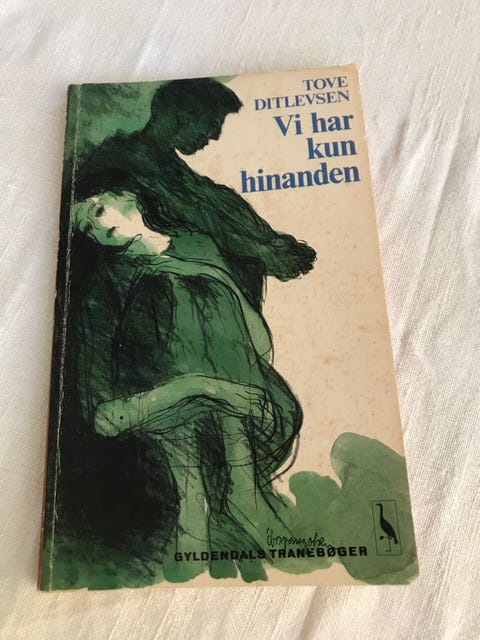 TOVE
DITLEVSEN
Vi har
kun
hinanden
GYLDENDALS TRANEBØGER